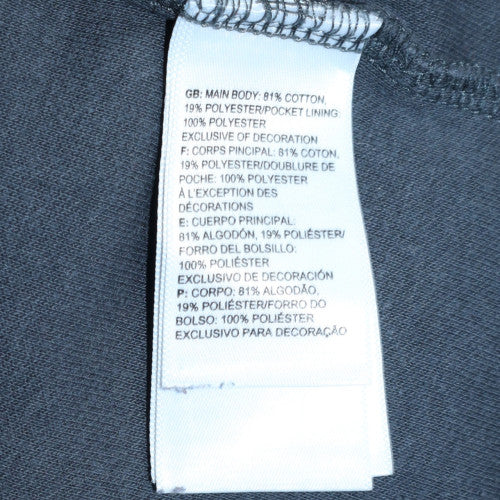 GB: MAIN BODY: 81% COTTON,
19% POLYESTER/POCKET LINING:
100% POLYESTER
EXCLUSIVE OF DECORATION
F: CORPS PINCIPAL: 81% COTON,
19% POLYESTER/DOUBLURE DE
POCHE: 100% POLYESTER
À L'EXCEPTION DES
DÉCORATIONS
E: CUERPO PRINCIPAL:
81% ALGODÓN, 19% POLIÉSTER/
FORRO DEL BOLSILLO:
100% POLIÉSTER
EXCLUSIVO DE DECORACIÓN
P: CORPO: 81% ALGODÃO,
19% POLIÉSTER/FORRO DO
BOLSO: 100% POLIÉSTER
EXCLUSIVO PARA DECORAÇÃO